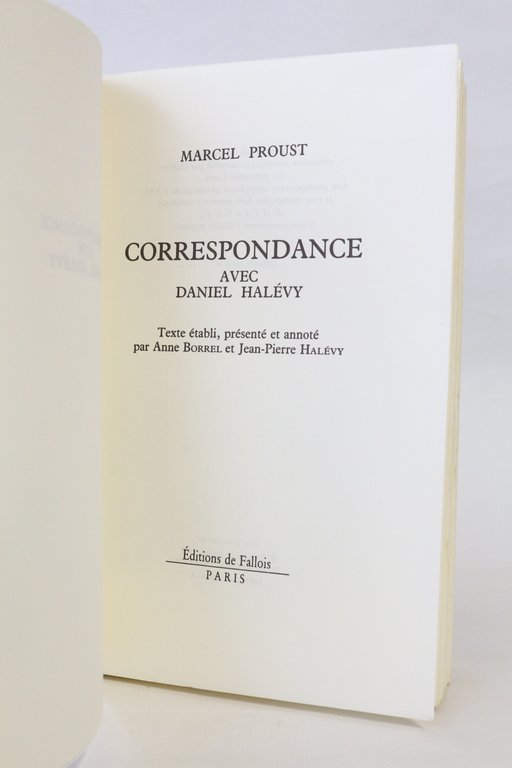 MARCEL PROUST
CORRESPONDANCE
AVEC
DANIEL HALÉVY
Texte établi, présenté et annoté
par Anne BORREL et Jean-Pierre HALÉVY
Éditions de Fallois
PARIS